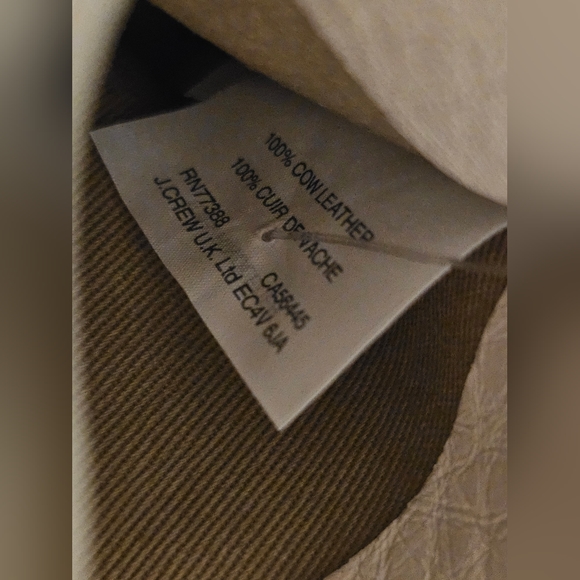 100% COW LEATHER
100% CUIR DE VACHE
RN77388 CA56445
J.CREW U.K. Ltd EC4V 6JA